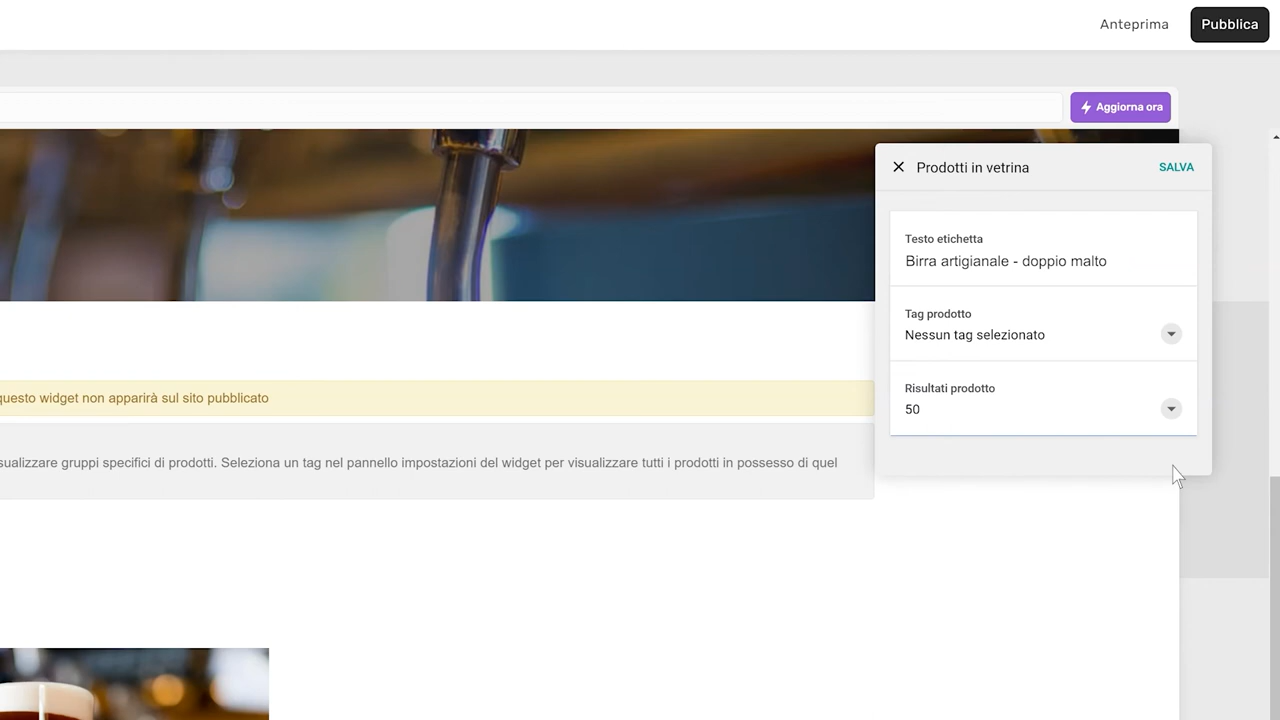 Anteprima
Pubblica
Aggiorna ora
Prodotti in vetrina
SALVA
Testo etichetta
Birra artigianale - doppio malto
Tag prodotto
Nessun tag selezionato
Risultati prodotto
50
questo widget non apparirà sul sito pubblicato
sualizzare gruppi specifici di prodotti. Seleziona un tag nel pannello impostazioni del widget per visualizzare tutti i prodotti in possesso di quel